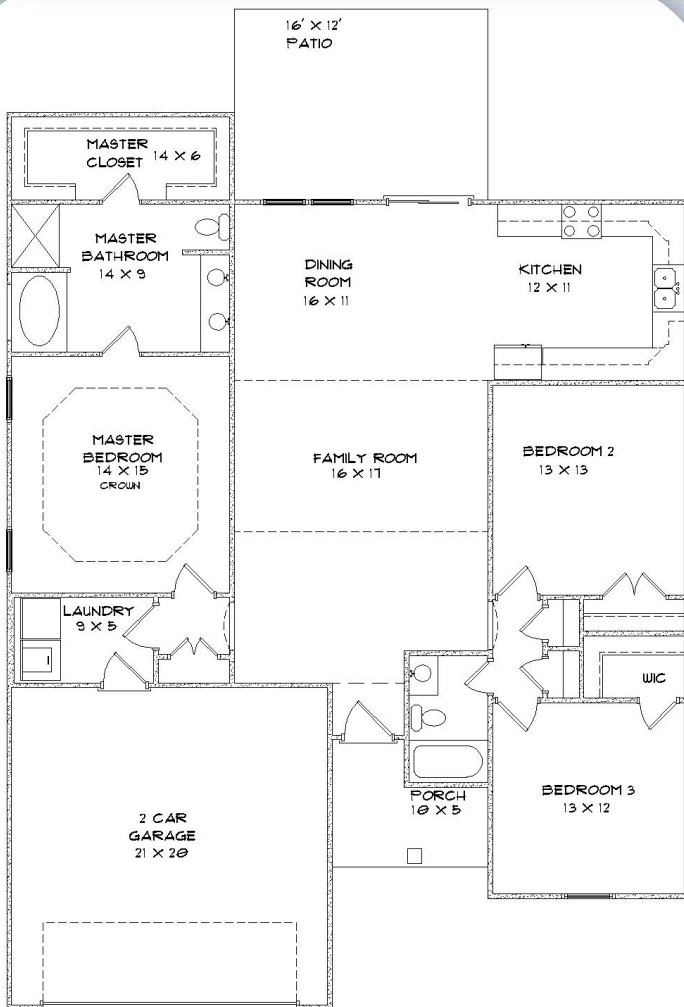 16' X 12'
PATIO
MASTER
CLOSET 14 X 6
MASTER
BATHROOM
14 X 9
DINING
ROOM
16 X 11
KITCHEN
12 X 11
MASTER
BEDROOM
14 X 15
CROWN
FAMILY ROOM
16 X 17
BEDROOM 2
13 X 13
LAUNDRY
9 X 5
WIC
PORCH
10 X 5
BEDROOM 3
13 X 12
2 CAR
GARAGE
21 X 20